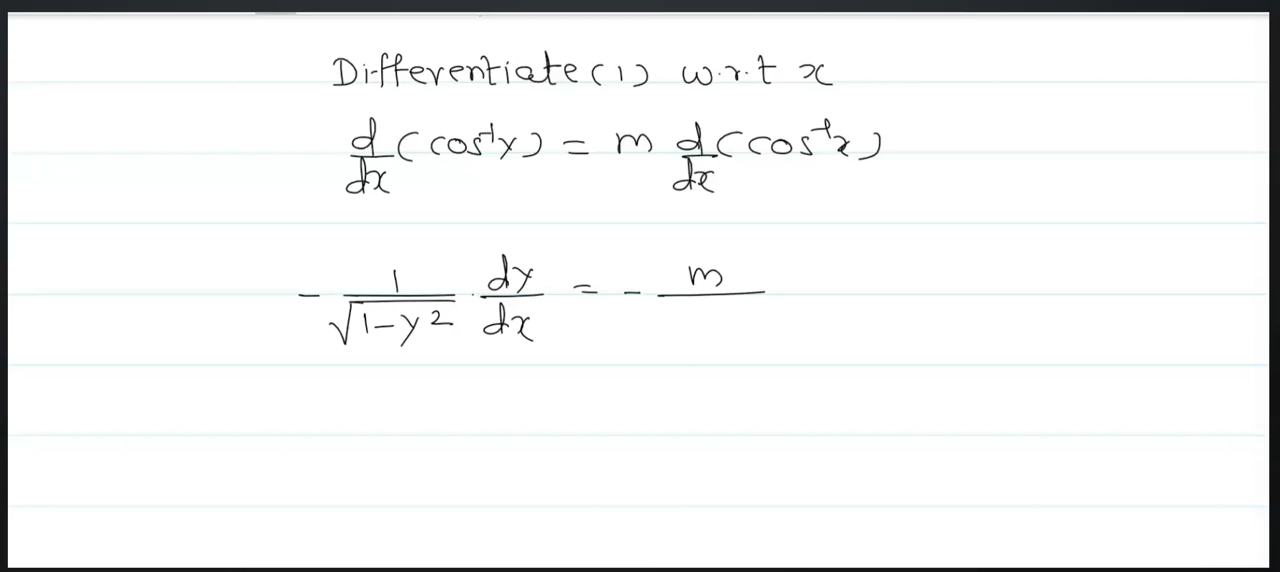 Differentiate (1) w.r.t x
d/dx (cos⁻¹y) = m d/dx (cos⁻¹x)
- 1/√1-y² · dy/dx = - m/